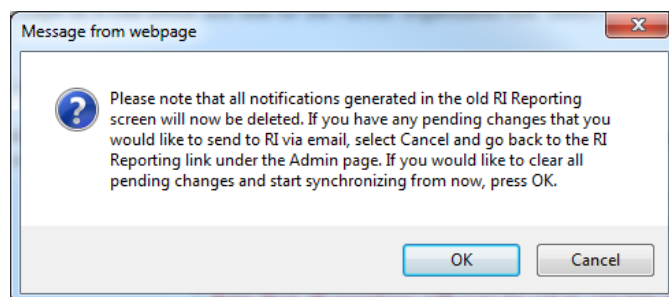 Message from webpage
Please note that all notifications generated in the old RI Reporting
screen will now be deleted. If you have any pending changes that you
would like to send to RI via email, select Cancel and go back to the RI
Reporting link under the Admin page. If you would like to clear all
pending changes and start synchronizing from now, press OK.
OK
Cancel